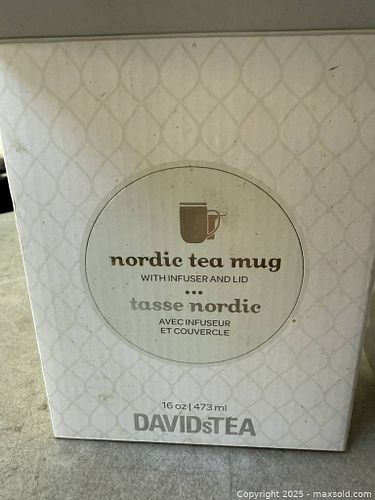 nordic tea mug
WITH INFUSER AND LID
•••
tasse nordic
AVEC INFUSEUR
ET COUVERCLE
16 oz | 473 ml
DAVIDsTEA
Copyright © 2025 - maxsold.com